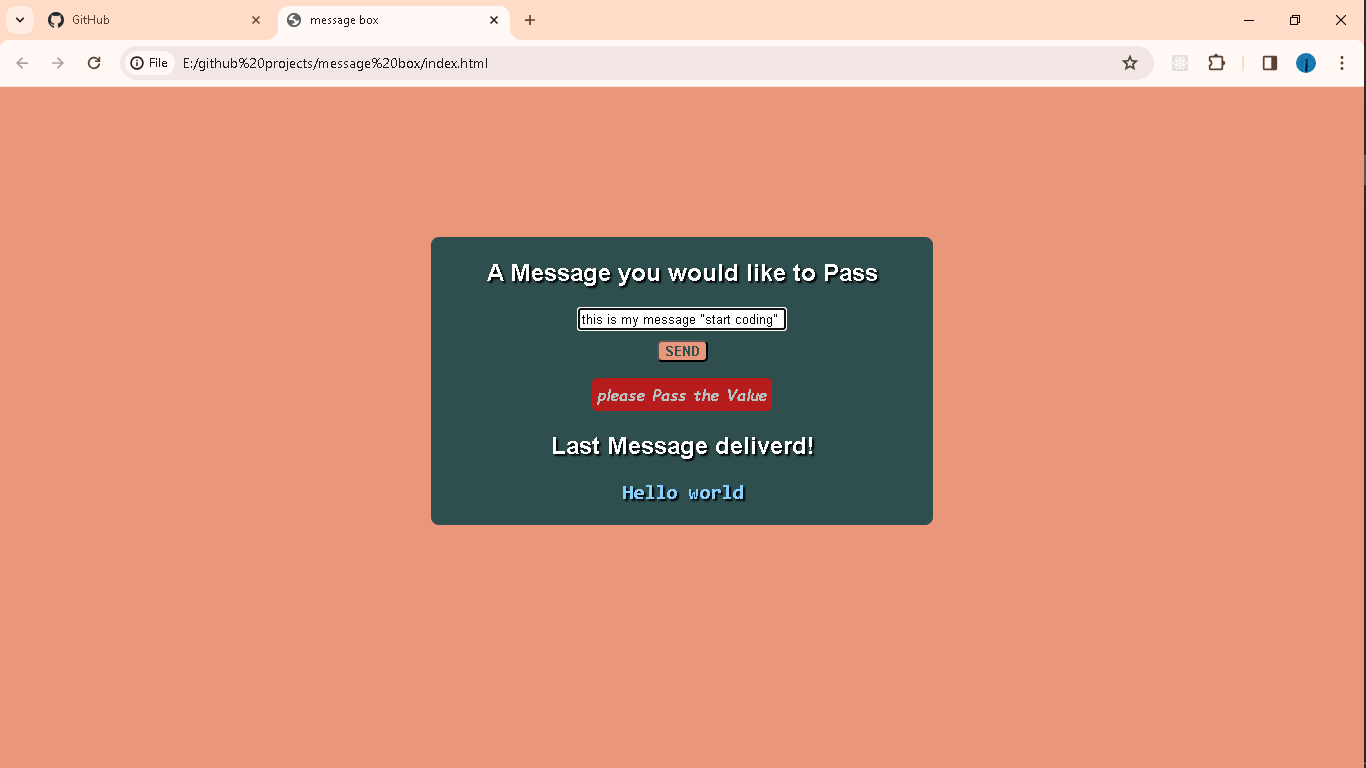 GitHub
message box
File
E:/github%20projects/message%20box/index.html
A Message you would like to Pass
this is my message "start coding"
SEND
please Pass the Value
Last Message deliverd!
Hello world